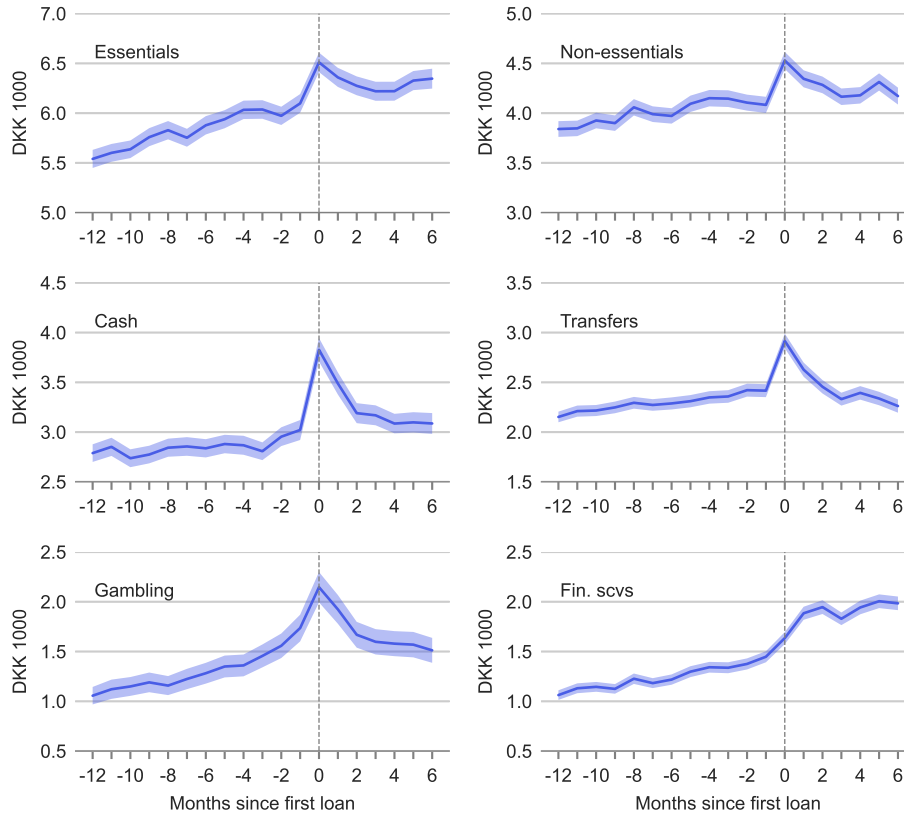 Essentials
DKK 1000
7.0
6.5
6.0
5.5
5.0
-12 -10 -8 -6 -4 -2 0 2 4 6
Non-essentials
DKK 1000
5.0
4.5
4.0
3.5
3.0
-12 -10 -8 -6 -4 -2 0 2 4 6
Cash
DKK 1000
4.5
4.0
3.5
3.0
2.5
-12 -10 -8 -6 -4 -2 0 2 4 6
Transfers
DKK 1000
3.5
3.0
2.5
2.0
1.5
-12 -10 -8 -6 -4 -2 0 2 4 6
Gambling
DKK 1000
2.5
2.0
1.5
1.0
0.5
-12 -10 -8 -6 -4 -2 0 2 4 6
Months since first loan
Fin. scvs
DKK 1000
2.5
2.0
1.5
1.0
0.5
-12 -10 -8 -6 -4 -2 0 2 4 6
Months since first loan